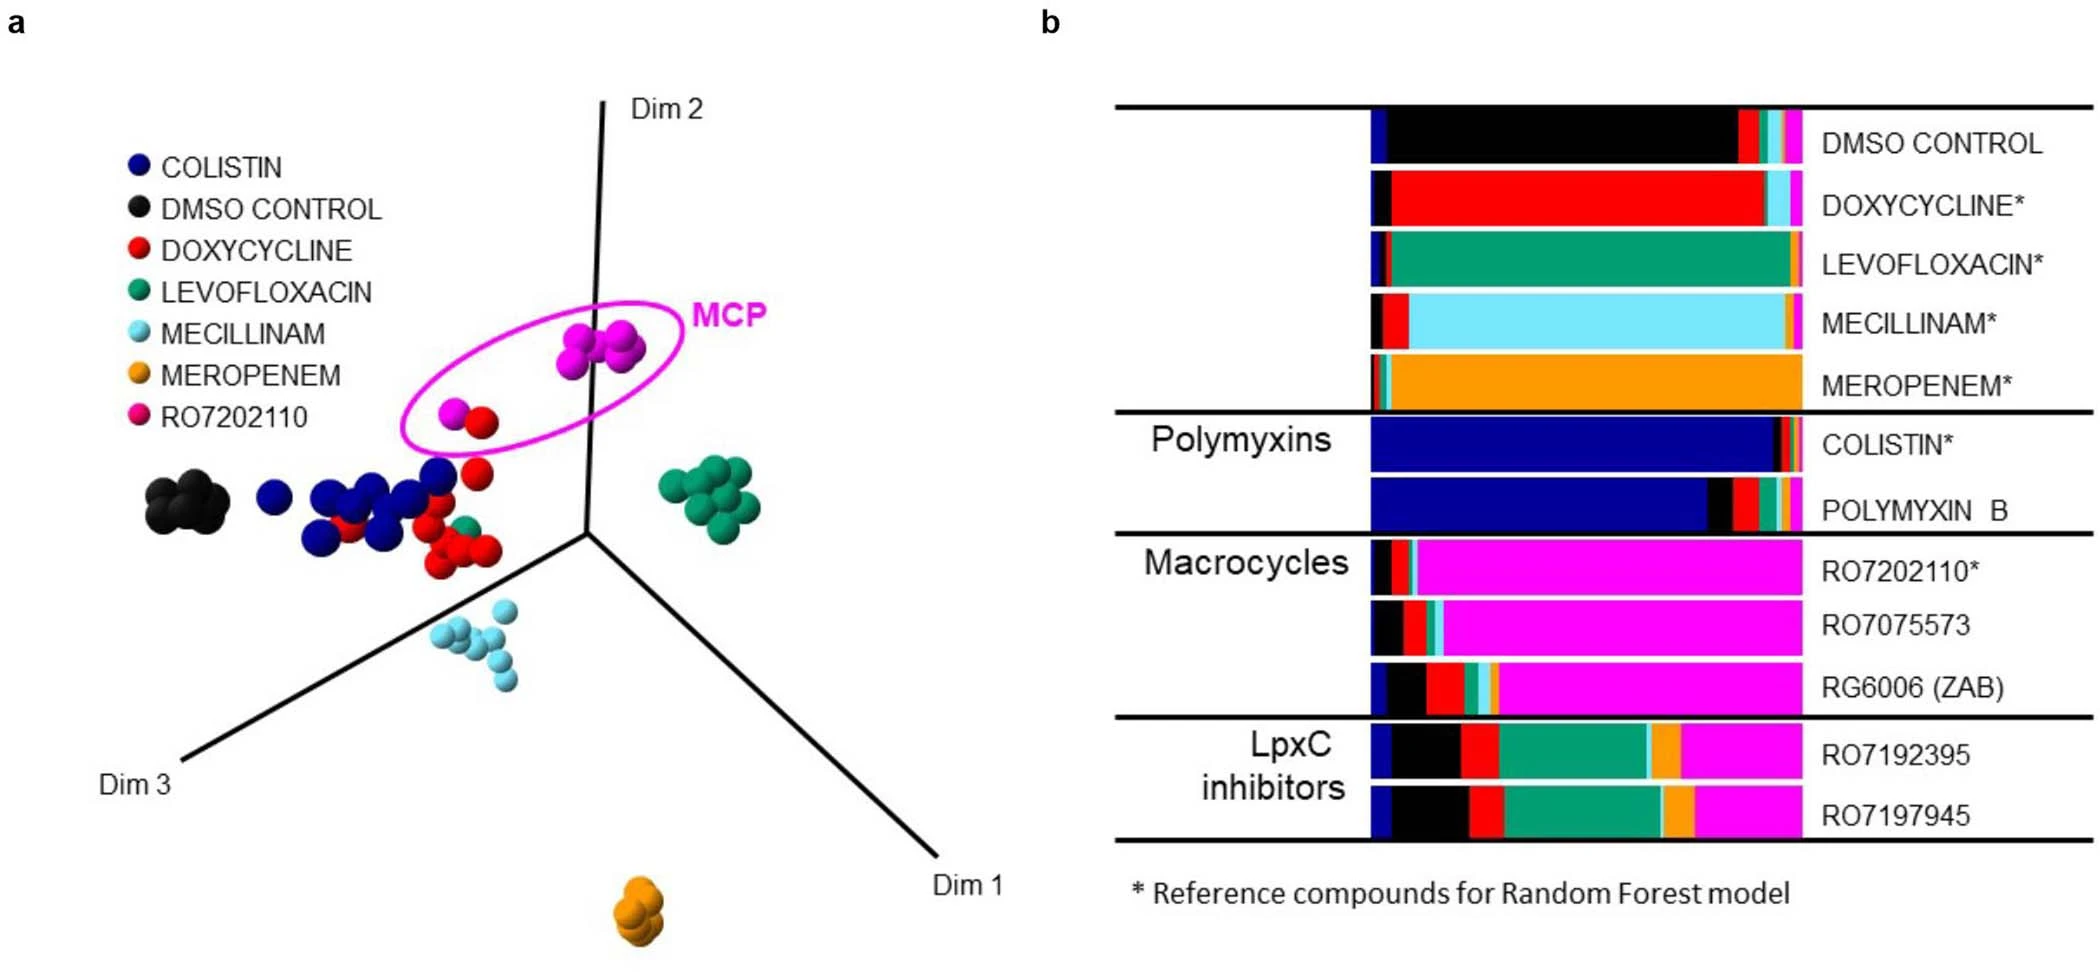 a
Dim 2
COLISTIN
DMSO CONTROL
DOXYCYCLINE
LEVOFLOXACIN
MECILLINAM
MEROPENEM
RO7202110
MCP
Dim 3
Dim 1
b
DMSO CONTROL
DOXYCYCLINE*
LEVOFLOXACIN*
MECILLINAM*
MEROPENEM*
Polymyxins
COLISTIN*
POLYMYXIN B
Macrocycles
RO7202110*
RO7075573
RG6006 (ZAB)
LpxC
inhibitors
RO7192395
RO7197945
* Reference compounds for Random Forest model